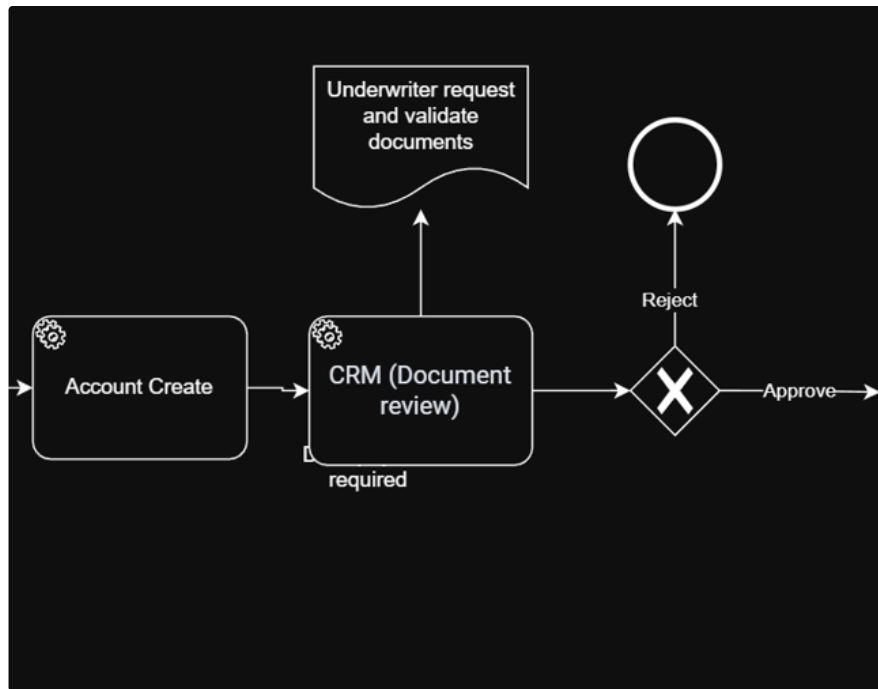 Underwriter request
and validate
documents
Reject
Account Create
CRM (Document
review)
Approve
required